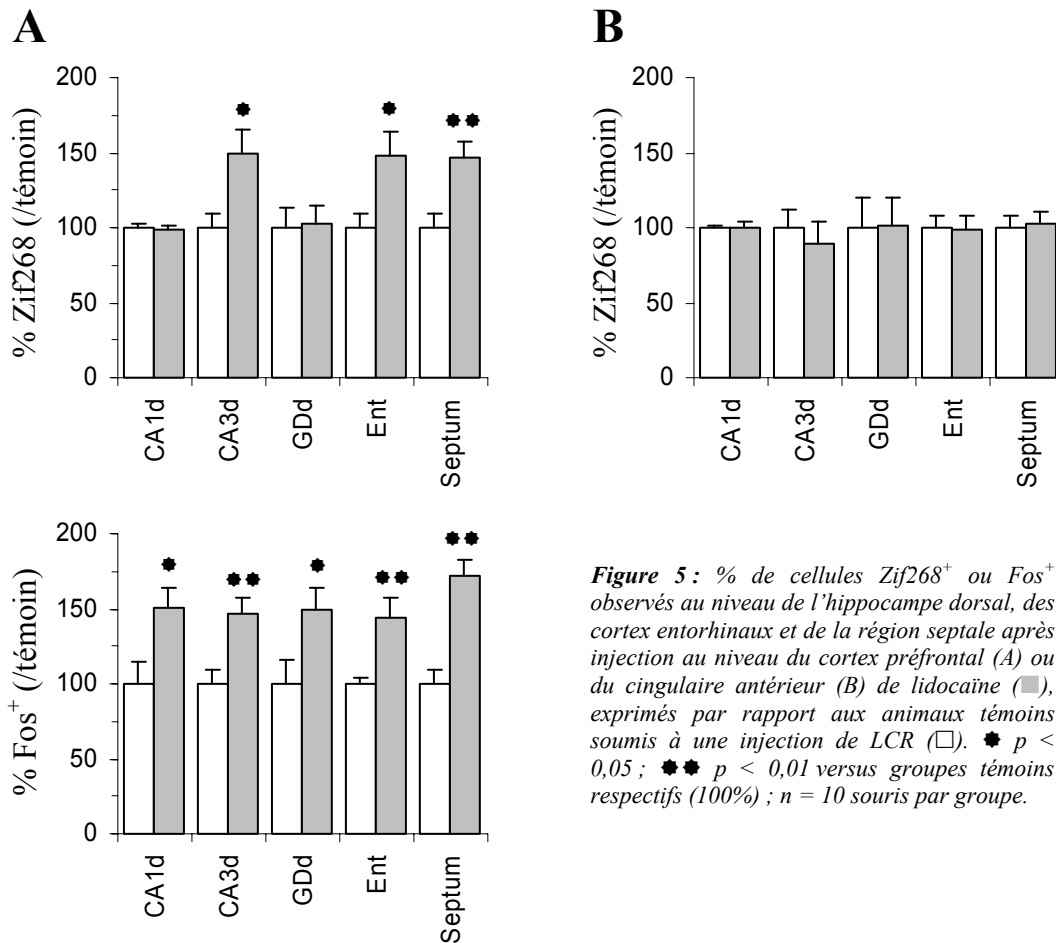 A
B
% Zif268 (/témoin)
200
150
100
50
0
CA1d
CA3d
GDd
Ent
Septum
% Zif268 (/témoin)
200
150
100
50
0
CA1d
CA3d
GDd
Ent
Septum
% Fos+ (/témoin)
200
150
100
50
0
CA1d
CA3d
GDd
Ent
Septum
Figure 5 : % de cellules Zif268+ ou Fos+
observés au niveau de l'hippocampe dorsal, des
cortex entorhinaux et de la région septale après
injection au niveau du cortex préfrontal (A) ou
du cingulaire antérieur (B) de lidocaïne (■),
exprimés par rapport aux animaux témoins
soumis à une injection de LCR (□). ✸ p <
0,05 ; ✸✸ p < 0,01 versus groupes témoins
respectifs (100%) ; n = 10 souris par groupe.